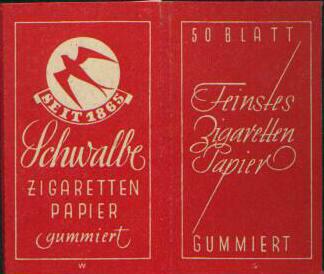 SEIT 1865
Schwalbe
ZIGARETTEN
PAPIER
gummiert
W
50 BLATT
Feinstes
Zigaretten
Papier
GUMMIERT